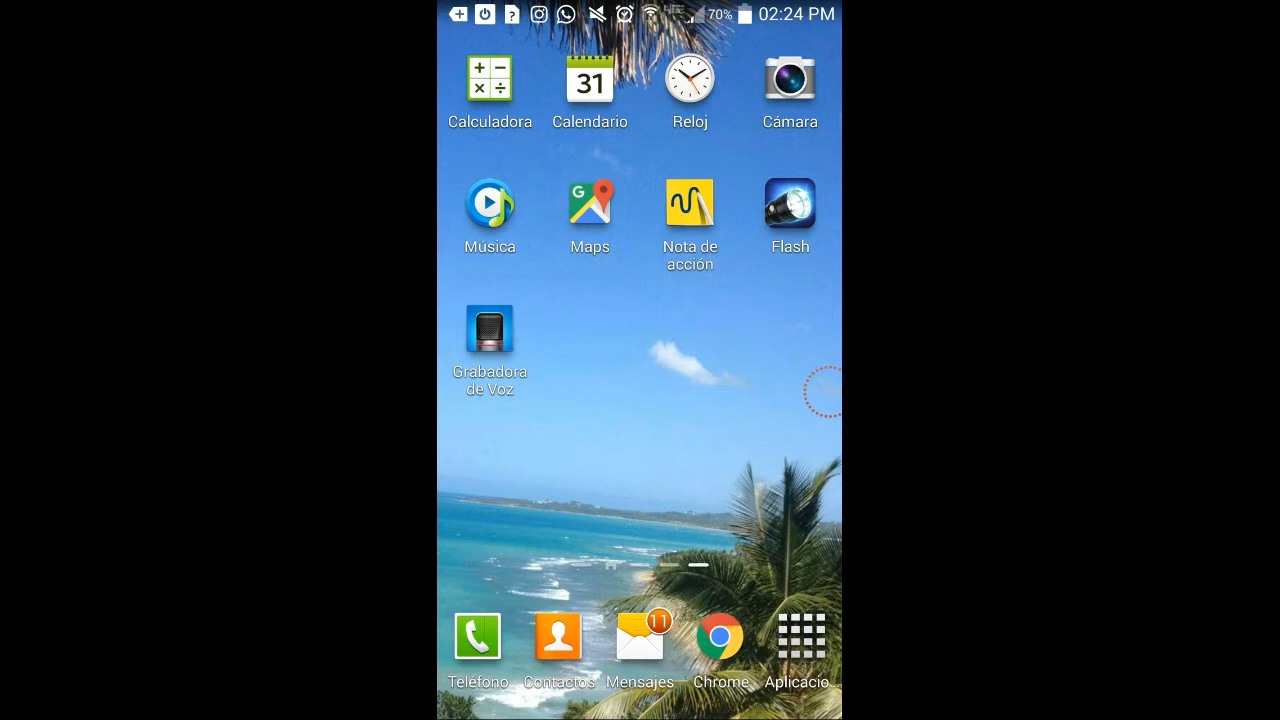 70% 02:24 PM
31
Calculadora Calendario Reloj Cámara
G
Música Maps Nota de acción Flash
Grabadora
de Voz
11
Teléfono Contactos Mensajes Chrome Aplicacio